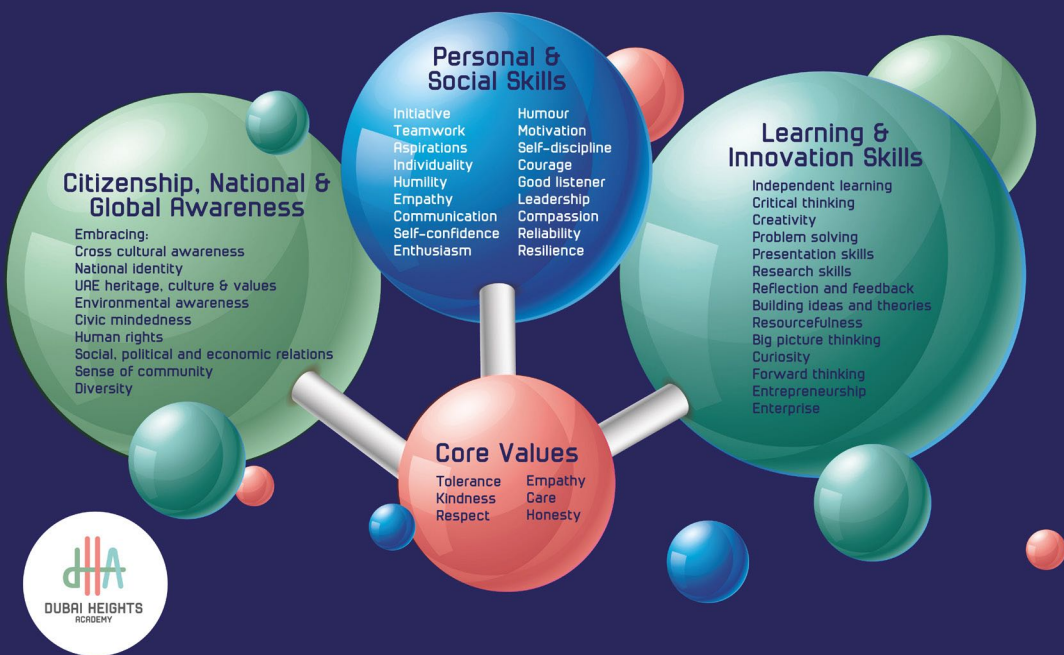 Personal &
Social Skills
Initiative
Teamwork
Aspirations
Individuality
Humility
Empathy
Communication
Self-confidence
Enthusiasm
Humour
Motivation
Self-discipline
Courage
Good listener
Leadership
Compassion
Reliability
Resilience
Citizenship, National &
Global Awareness
Embracing:
Cross cultural awareness
National identity
UAE heritage, culture & values
Environmental awareness
Civic mindedness
Human rights
Social, political and economic relations
Sense of community
Diversity
Learning &
Innovation Skills
Independent learning
Critical thinking
Creativity
Problem solving
Presentation skills
Research skills
Reflection and feedback
Building ideas and theories
Resourcefulness
Big picture thinking
Curiosity
Forward thinking
Entrepreneurship
Enterprise
Core Values
Tolerance
Kindness
Respect
Empathy
Care
Honesty
dHA
DUBAI HEIGHTS
ACADEMY